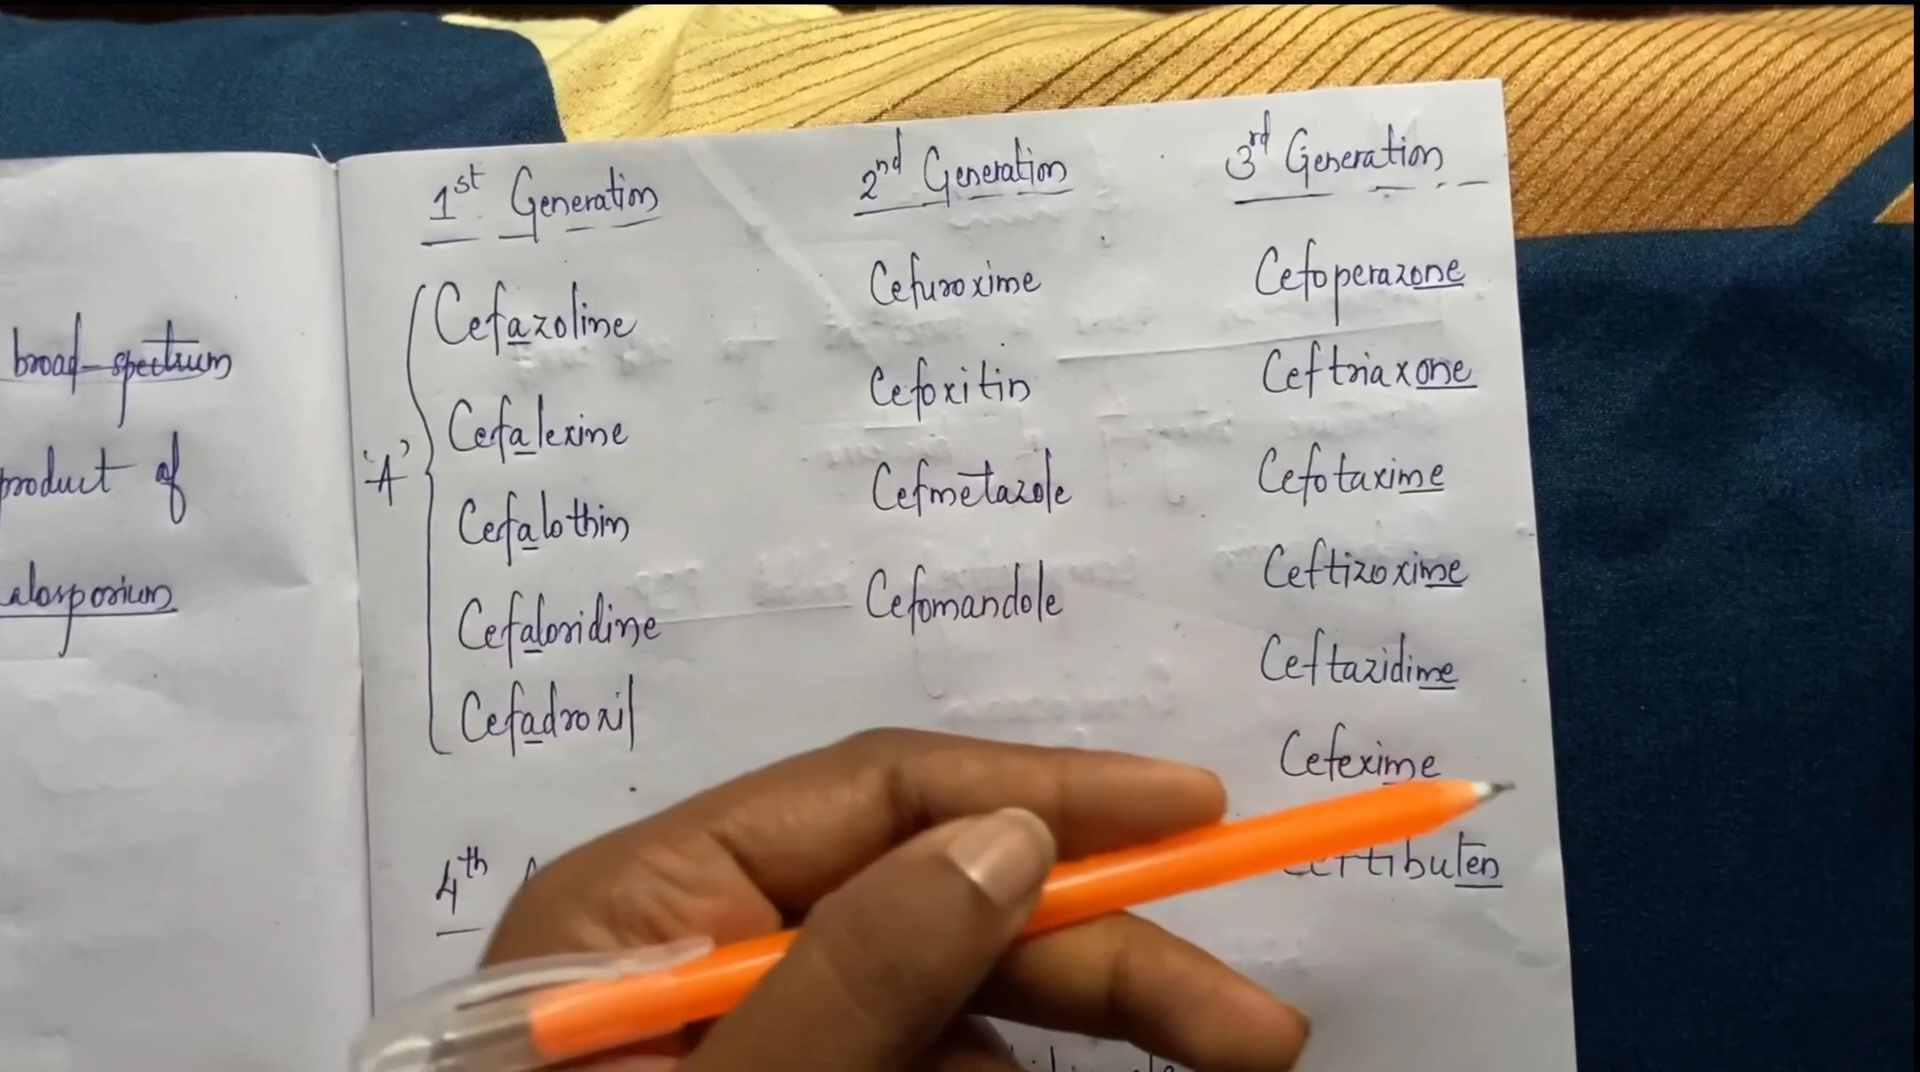 broad-spectrum
product of
alosporium
1st Generation
Cefazoline
Cefalexine
'A'
Cefalothin
Cefaloridine
Cefadroxil
4th
2nd Generation
Cefuroxime
Cefoxitin
Cefmetazole
Cefomandole
3rd Generation
Cefoperazone
Ceftriaxone
Cefotaxime
Ceftizoxime
Ceftazidime
Cefexime
Ceftibuten